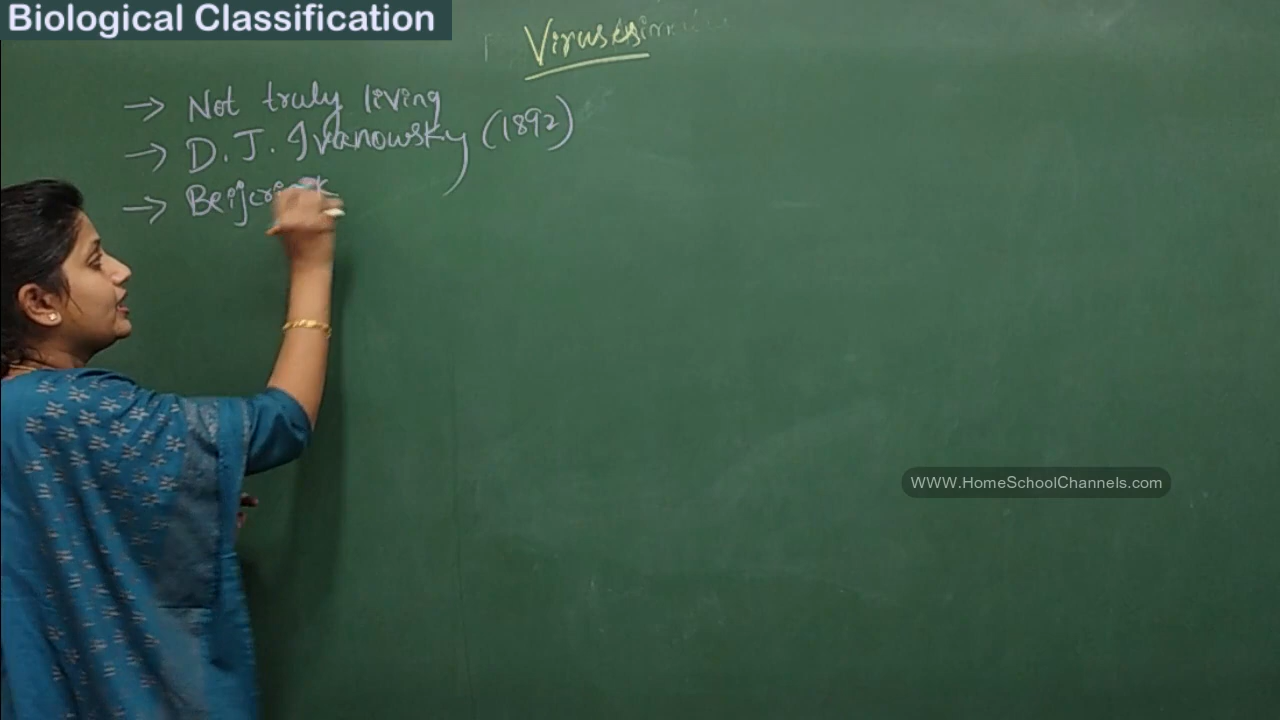 Biological Classification
Viruses
→ Not truly living
→ D. J. Ivanowsky (1892)
→
WWW.HomeSchoolChannels.com